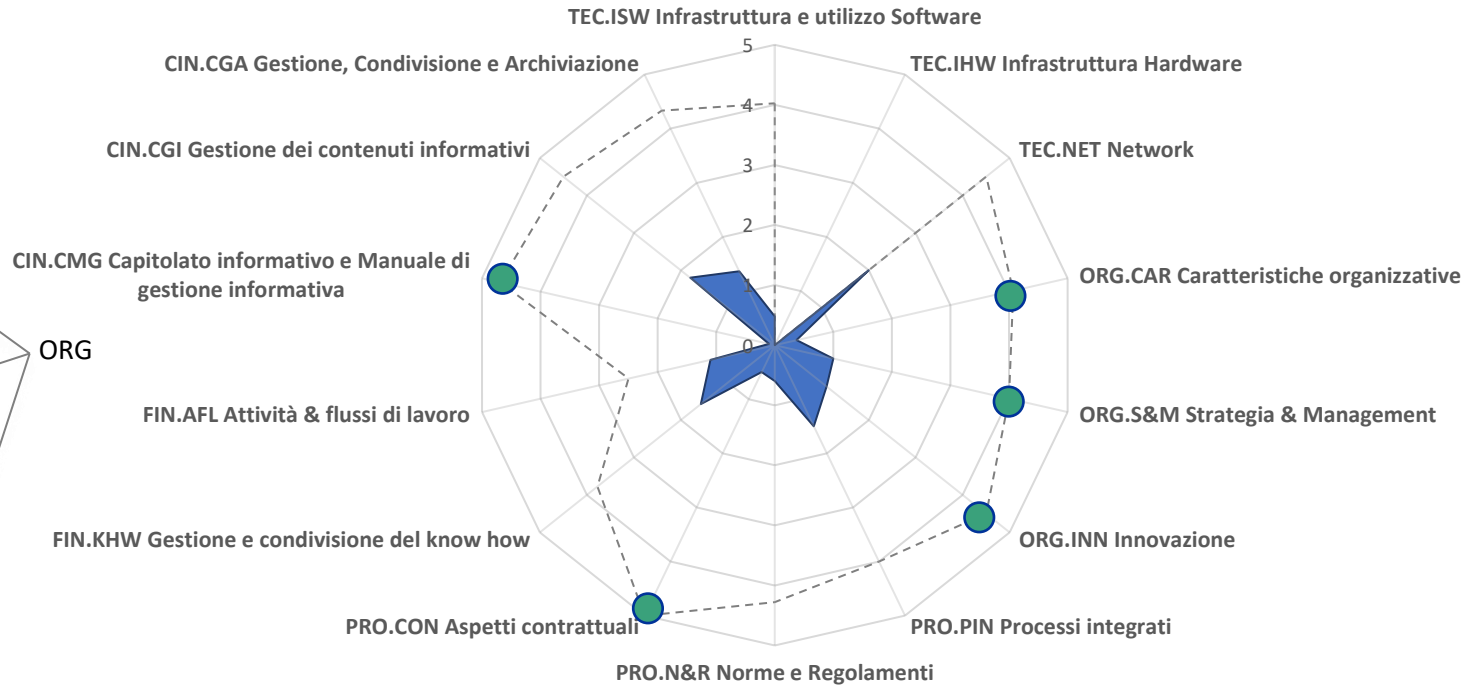 TEC.ISW Infrastruttura e utilizzo Software
5
CIN.CGA Gestione, Condivisione e Archiviazione
TEC.IHW Infrastruttura Hardware
4
CIN.CGI Gestione dei contenuti informativi
TEC.NET Network
3
2
CIN.CMG Capitolato informativo e Manuale di
gestione informativa
ORG.CAR Caratteristiche organizzative
1
0
ORG
FIN.AFL Attività & flussi di lavoro
ORG.S&M Strategia & Management
FIN.KHW Gestione e condivisione del know how
ORG.INN Innovazione
PRO.CON Aspetti contrattuali
PRO.PIN Processi integrati
PRO.N&R Norme e Regolamenti